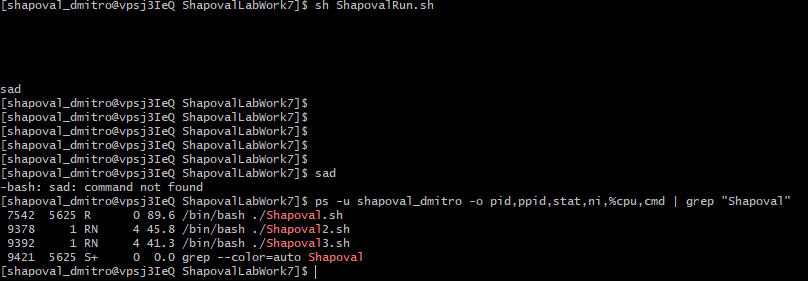 [shapoval_dmitro@vpsj3IeQ ShapovalLabWork7]$ sh ShapovalRun.sh
sad
[shapoval_dmitro@vpsj3IeQ ShapovalLabWork7]$
[shapoval_dmitro@vpsj3IeQ ShapovalLabWork7]$
[shapoval_dmitro@vpsj3IeQ ShapovalLabWork7]$
[shapoval_dmitro@vpsj3IeQ ShapovalLabWork7]$
[shapoval_dmitro@vpsj3IeQ ShapovalLabWork7]$
[shapoval_dmitro@vpsj3IeQ ShapovalLabWork7]$ sad
-bash: sad: command not found
[shapoval_dmitro@vpsj3IeQ ShapovalLabWork7]$ ps -u shapoval_dmitro -o pid,ppid,stat,ni,%cpu,cmd | grep "Shapoval"
 7542  5625 R      0 89.6 /bin/bash ./Shapoval.sh
 9378     1 RN     4 45.8 /bin/bash ./Shapoval2.sh
 9392     1 RN     4 41.3 /bin/bash ./Shapoval3.sh
 9421  5625 S+     0  0.0 grep --color=auto Shapoval
[shapoval_dmitro@vpsj3IeQ ShapovalLabWork7]$